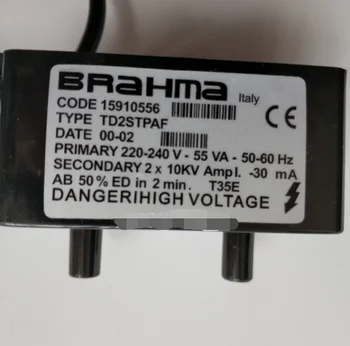 BRAHMA Italy
CODE 15910556
TYPE TD2STPAF
DATE 00-02
PRIMARY 220-240 V - 55 VA - 50-60 Hz
SECONDARY 2 x 10KV Ampl. -30 mA
AB 50 % ED in 2 min. T35E
DANGER!HIGH VOLTAGE